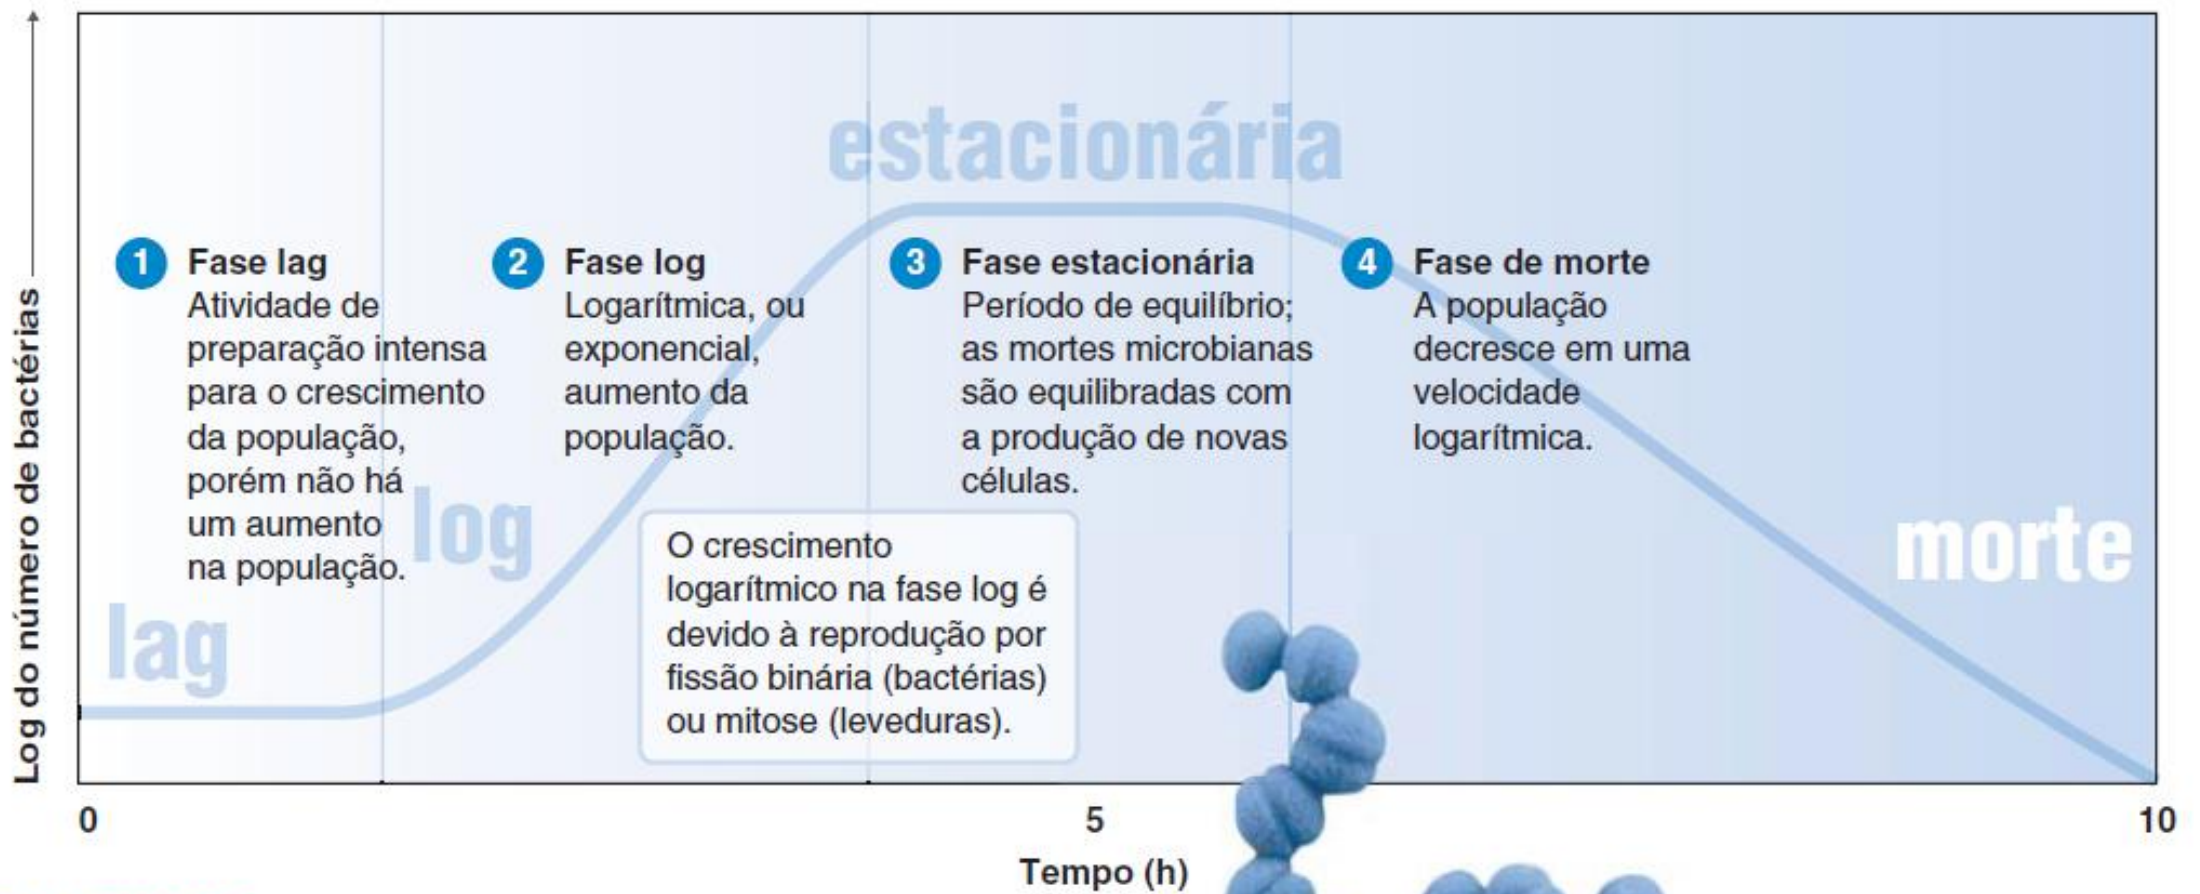 Log do número de bactérias
estacionária
1 Fase lag
Atividade de
preparação intensa
para o crescimento
da população,
porém não há
um aumento
na população.
2 Fase log
Logarítmica, ou
exponencial,
aumento da
população.
3 Fase estacionária
Período de equilíbrio;
as mortes microbianas
são equilibradas com
a produção de novas
células.
4 Fase de morte
A população
decresce em uma
velocidade
logarítmica.
lag
log
O crescimento
logarítmico na fase log é
devido à reprodução por
fissão binária (bactérias)
ou mitose (leveduras).
morte
0
5
10
Tempo (h)